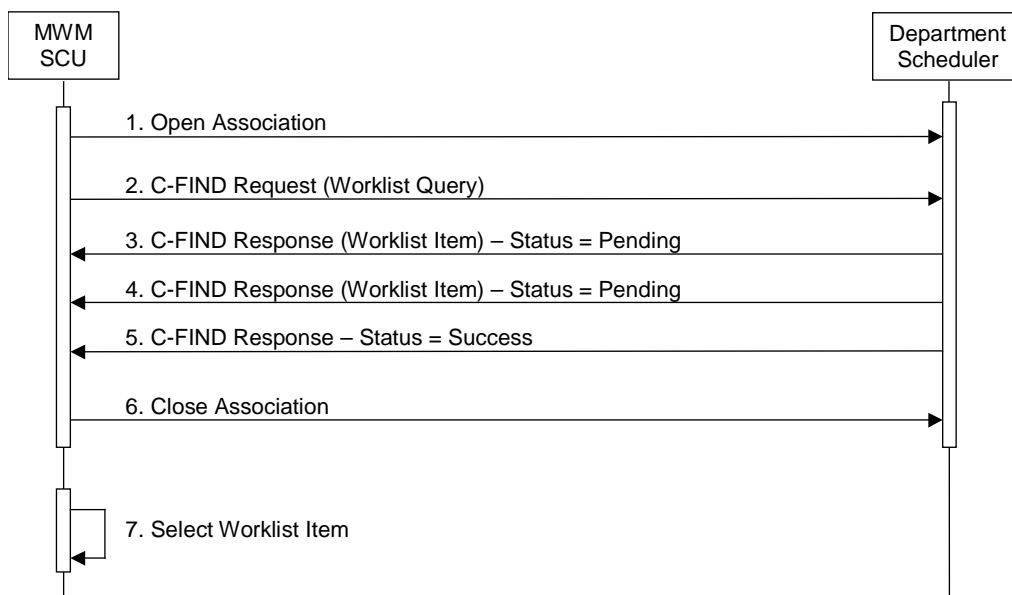 MWM
SCU
Department
Scheduler
1. Open Association
2. C-FIND Request (Worklist Query)
3. C-FIND Response (Worklist Item) – Status = Pending
4. C-FIND Response (Worklist Item) – Status = Pending
5. C-FIND Response – Status = Success
6. Close Association
7. Select Worklist Item